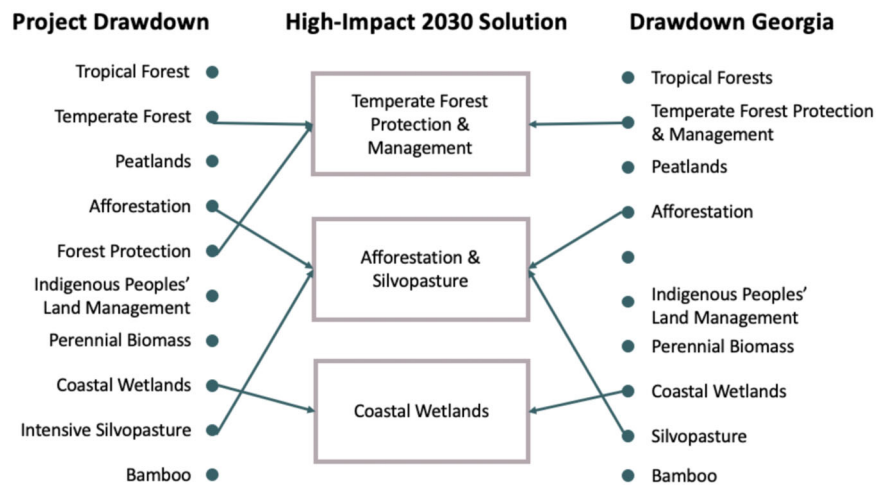 Project Drawdown
High-Impact 2030 Solution
Drawdown Georgia
Tropical Forest
Temperate Forest
Peatlands
Afforestation
Forest Protection
Indigenous Peoples’
Land Management
Perennial Biomass
Coastal Wetlands
Intensive Silvopasture
Bamboo
Temperate Forest
Protection &
Management
Afforestation &
Silvopasture
Coastal Wetlands
Tropical Forests
Temperate Forest Protection
& Management
Peatlands
Afforestation
Indigenous Peoples’
Land Management
Perennial Biomass
Coastal Wetlands
Silvopasture
Bamboo